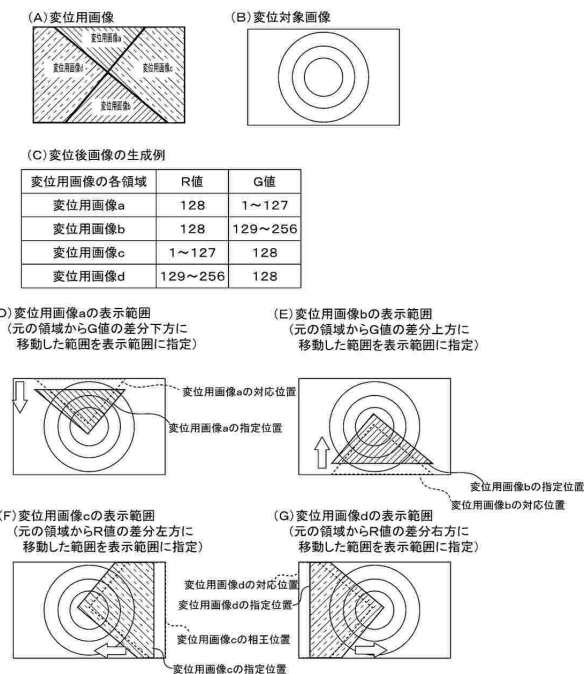 (A)変位用画像
変位用画像a
変位用画像d
変位用画像c
変位用画像b
(B)変位対象画像
(C)変位後画像の生成例
変位用画像の各領域 R値 G値
変位用画像a 128 1～127
変位用画像b 128 129～256
変位用画像c 1～127 128
変位用画像d 129～256 128
D)変位用画像aの表示範囲
(元の領域からG値の差分下方に
移動した範囲を表示範囲に指定)
変位用画像aの対応位置
変位用画像aの指定位置
(E)変位用画像bの表示範囲
(元の領域からG値の差分上方に
移動した範囲を表示範囲に指定)
変位用画像bの指定位置
変位用画像bの対応位置
(F)変位用画像cの表示範囲
(元の領域からR値の差分左方に
移動した範囲を表示範囲に指定)
変位用画像cの相王位置
変位用画像cの指定位置
(G)変位用画像dの表示範囲
(元の領域からR値の差分右方に
移動した範囲を表示範囲に指定)
変位用画像dの対応位置
変位用画像dの指定位置